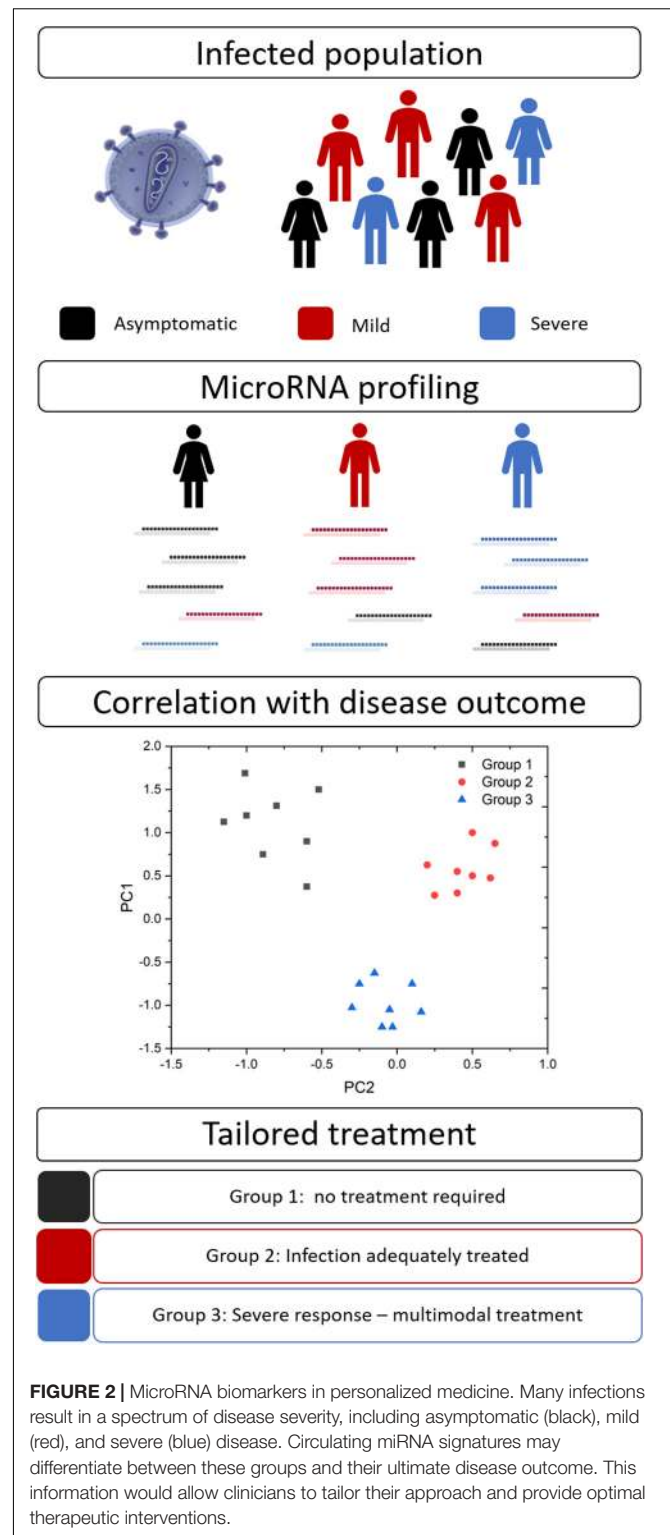 Infected population
Asymptomatic Mild Severe
MicroRNA profiling
Correlation with disease outcome
2.0
1.5
1.0
0.5
0.0
-0.5
-1.0
-1.5
PC1
Group 1
Group 2
Group 3
-1.5 -1.0 -0.5 0.0 0.5 1.0
PC2
Tailored treatment
Group 1: no treatment required
Group 2: Infection adequately treated
Group 3: Severe response – multimodal treatment
FIGURE 2 | MicroRNA biomarkers in personalized medicine. Many infections
result in a spectrum of disease severity, including asymptomatic (black), mild
(red), and severe (blue) disease. Circulating miRNA signatures may
differentiate between these groups and their ultimate disease outcome. This
information would allow clinicians to tailor their approach and provide optimal
therapeutic interventions.